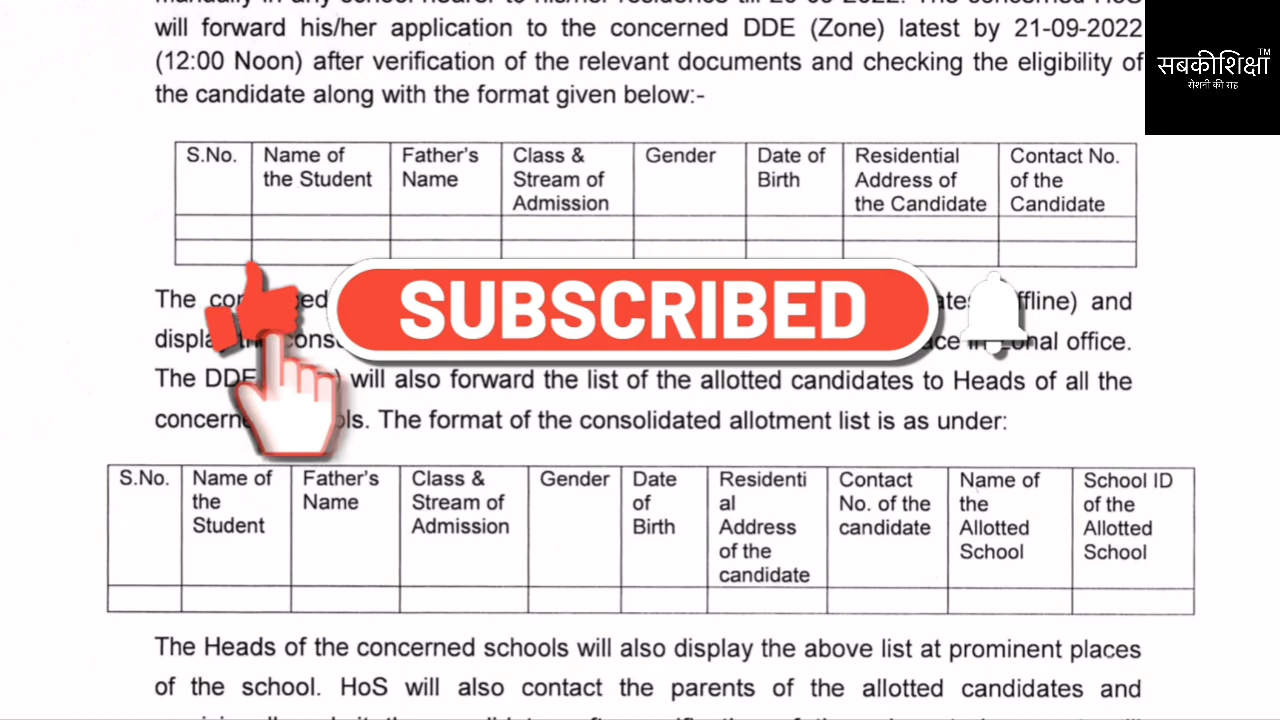 will forward his/her application to the concerned DDE (Zone) latest by 21-09-2022
(12:00 Noon) after verification of the relevant documents and checking the eligibility of
the candidate along with the format given below:-
सबकीशिक्षा TM
रोशनी की राह
S.No. Name of the Student Father's Name Class & Stream of Admission Gender Date of Birth Residential Address of the Candidate Contact No. of the Candidate
SUBSCRIBED
The
ffline) and
office.
The DDE will also forward the list of the allotted candidates to Heads of all the
The format of the consolidated allotment list is as under:
S.No. Name of the Student Father's Name Class & Stream of Admission Gender Date of Birth Residenti al Address of the candidate Contact No. of the candidate Name of the Allotted School School ID of the Allotted School
The Heads of the concerned schools will also display the above list at prominent places
of the school. HoS will also contact the parents of the allotted candidates and